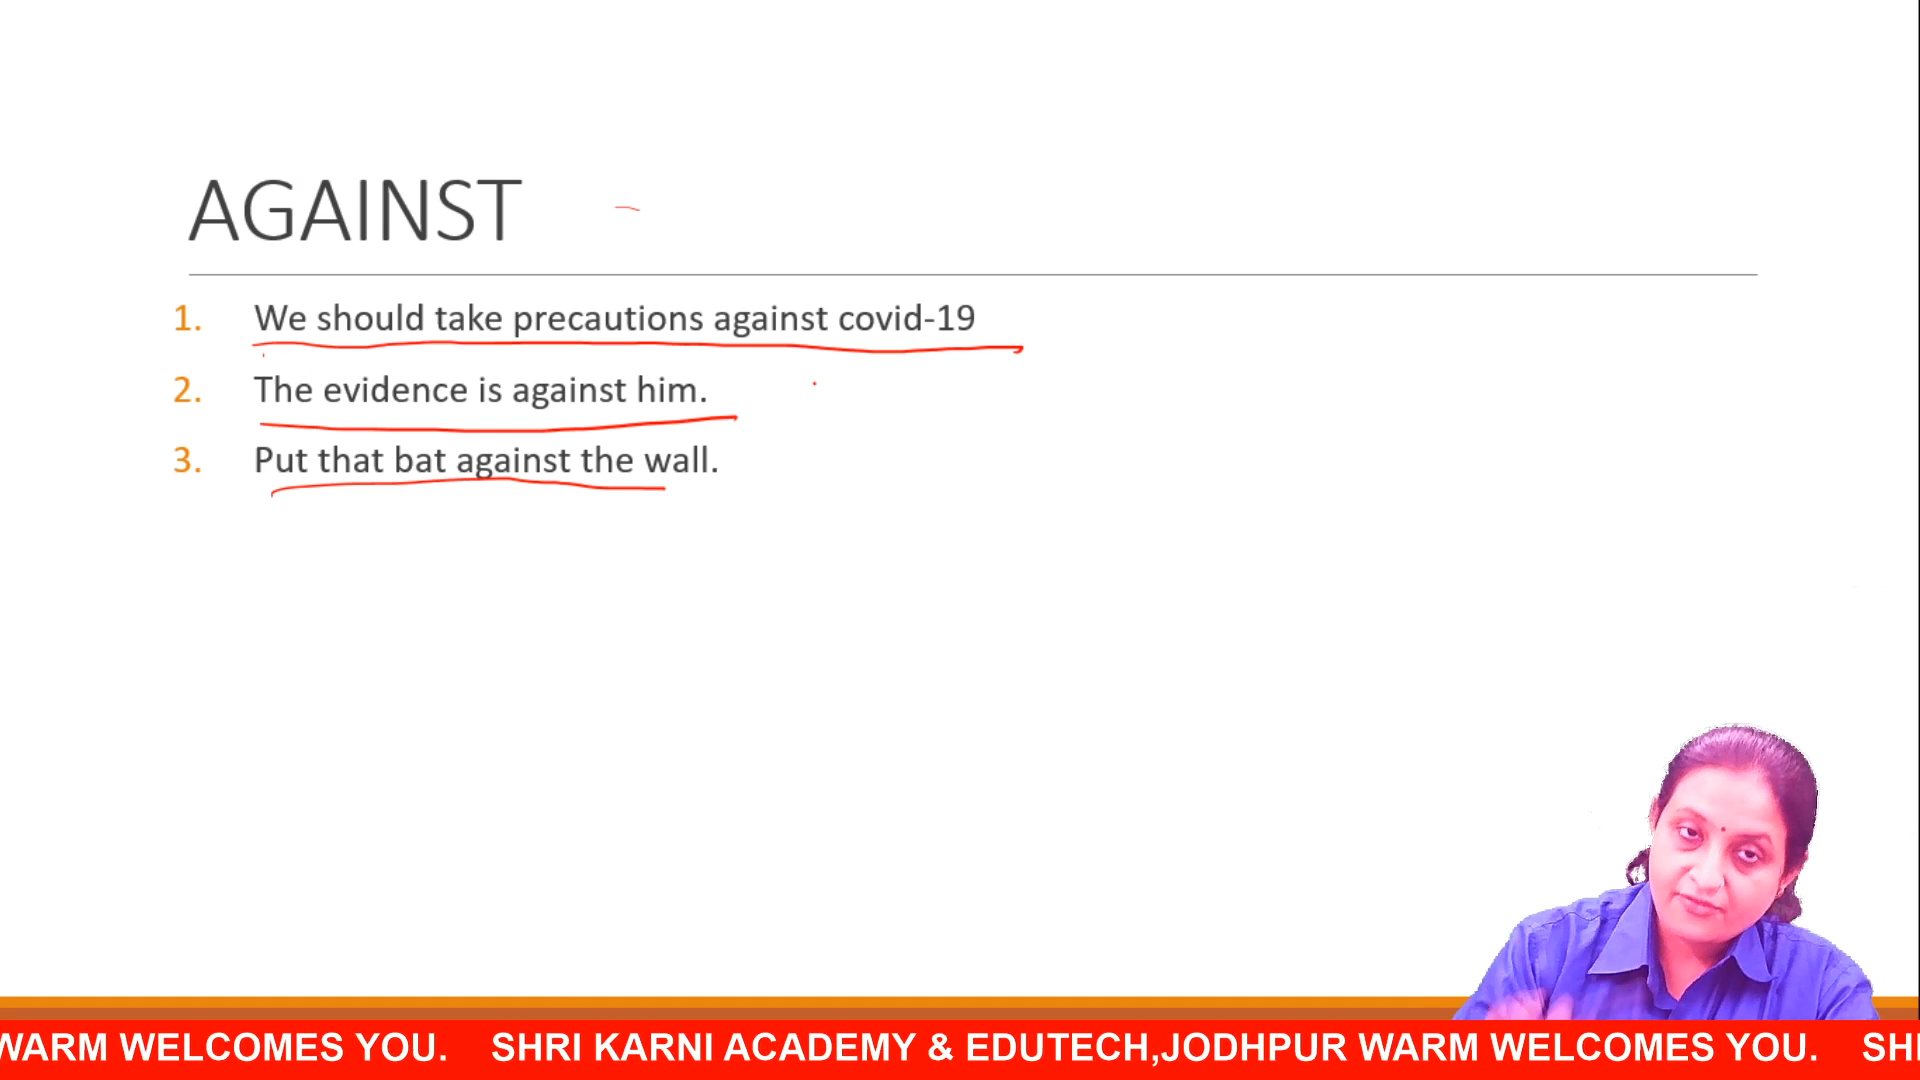 AGAINST
1. We should take precautions against covid-19
2. The evidence is against him.
3. Put that bat against the wall.
WARM WELCOMES YOU. SHRI KARNI ACADEMY & EDUTECH,JODHPUR WARM WELCOMES YOU. SH